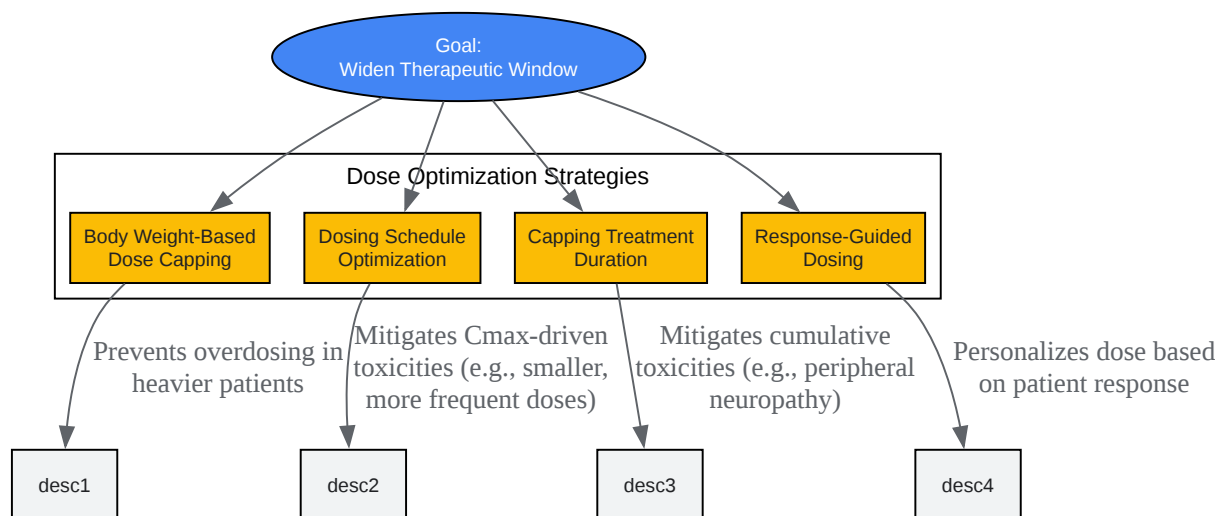 Goal:
Widen Therapeutic Window
Dose Optimization Strategies
Body Weight-Based
Dose Capping
Dosing Schedule
Optimization
Capping Treatment
Duration
Response-Guided
Dosing
Prevents overdosing in
heavier patients
Mitigates Cmax-driven
toxicities (e.g., smaller,
more frequent doses)
Mitigates cumulative
toxicities (e.g., peripheral
neuropathy)
Personalizes dose based
on patient response
desc1
desc2
desc3
desc4